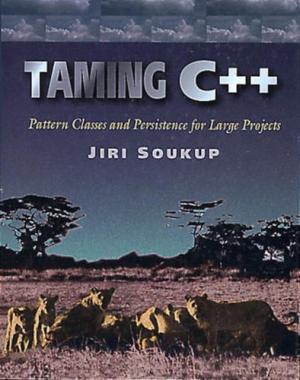 TAMING C++
Pattern Classes and Persistence for Large Projects
JIRI SOUKUP